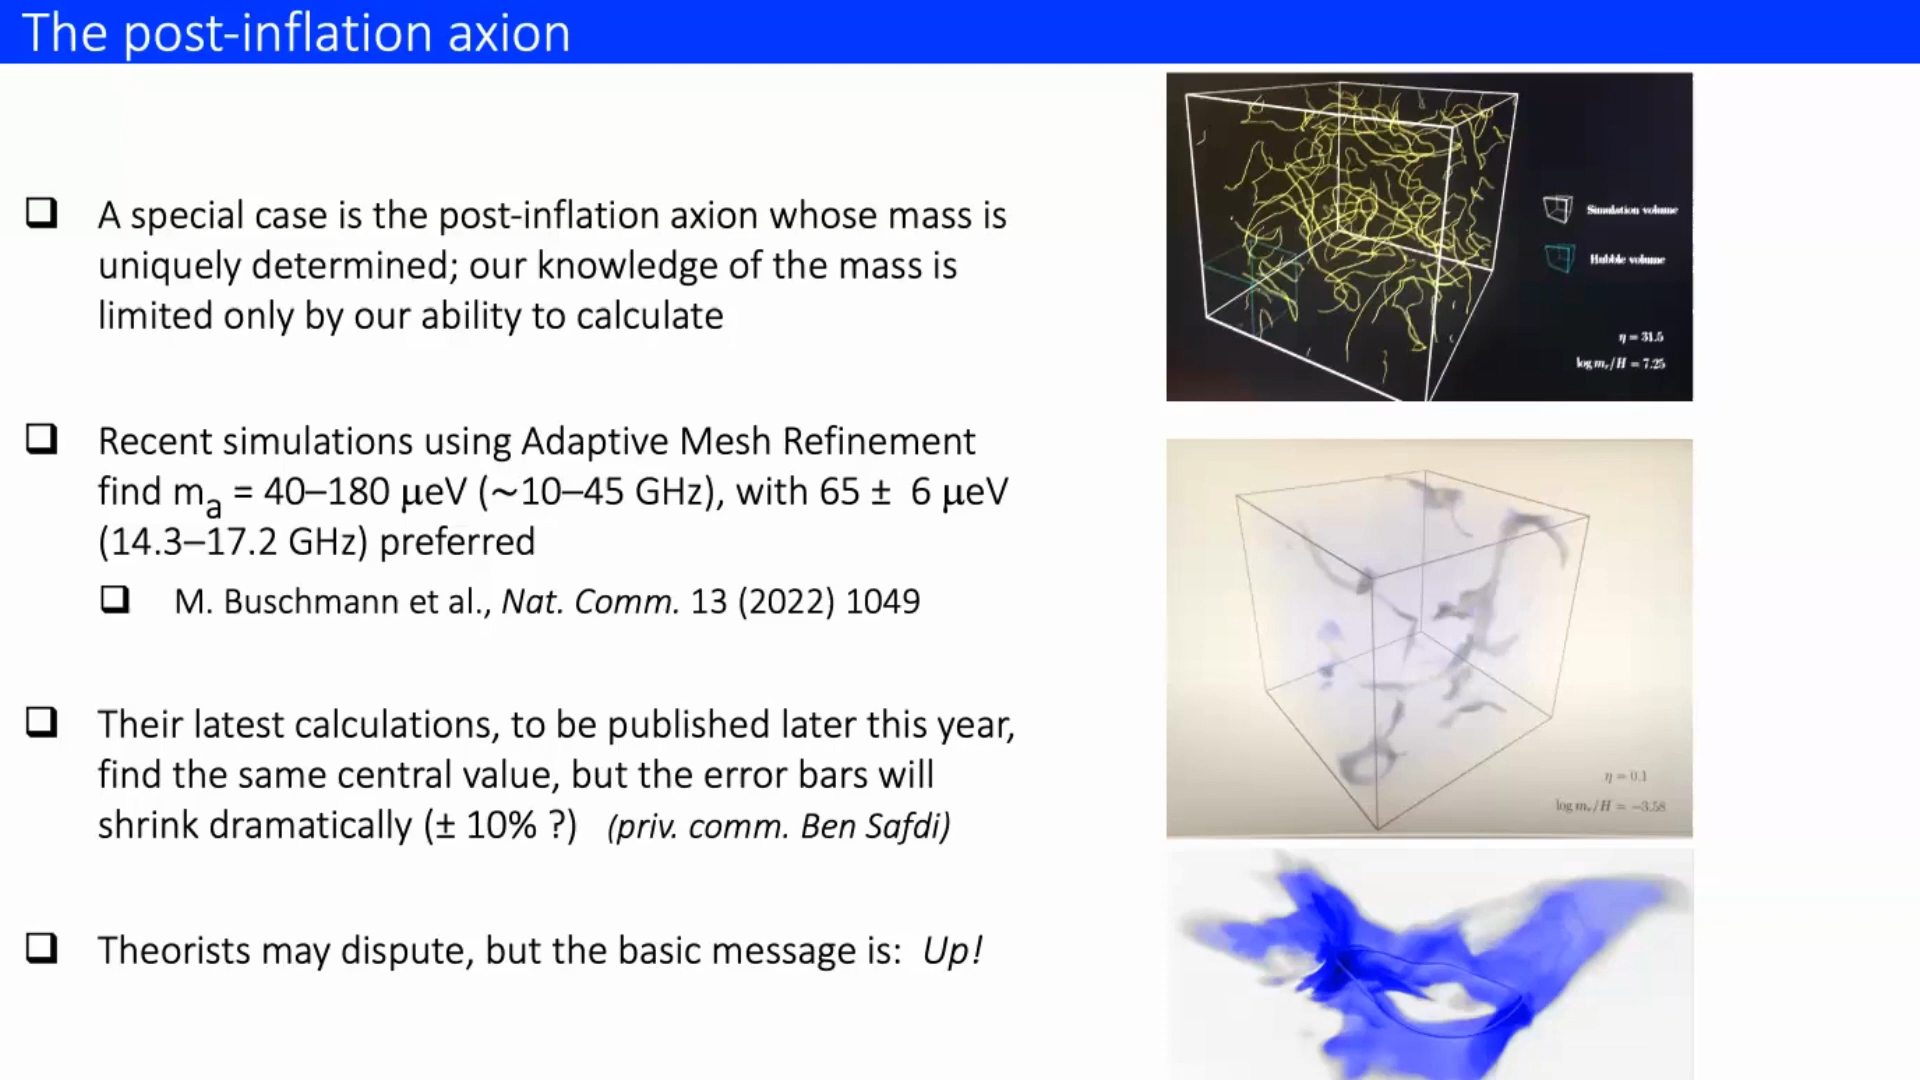 The post-inflation axion
A special case is the post-inflation axion whose mass is
uniquely determined; our knowledge of the mass is
limited only by our ability to calculate
Recent simulations using Adaptive Mesh Refinement
find mₐ = 40–180 μeV (~10–45 GHz), with 65 ± 6 μeV
(14.3–17.2 GHz) preferred
M. Buschmann et al., Nat. Comm. 13 (2022) 1049
Their latest calculations, to be published later this year,
find the same central value, but the error bars will
shrink dramatically (± 10% ?) (priv. comm. Ben Safdi)
Theorists may dispute, but the basic message is: Up!
Simulation volume
Hubble volume
η = 31.5
log mᵣ/H = 7.25
η = 0.1
log mᵣ/H = −3.58